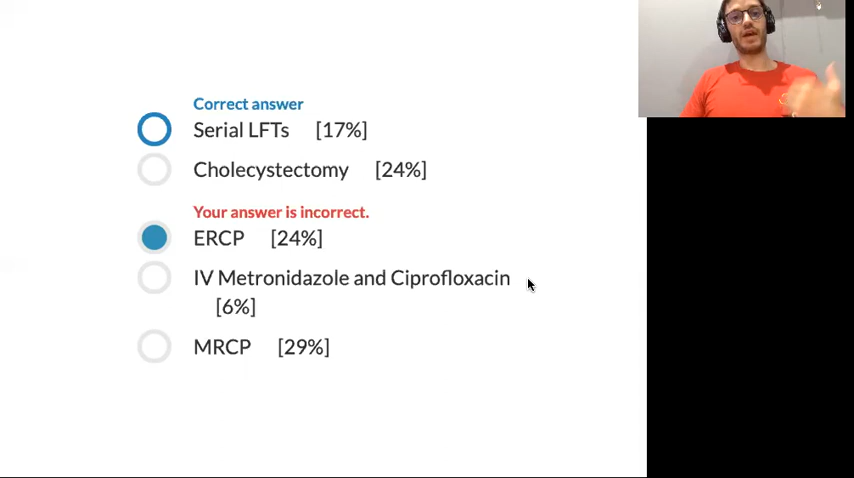 Correct answer
Serial LFTs [17%]
Cholecystectomy [24%]
Your answer is incorrect.
ERCP [24%]
IV Metronidazole and Ciprofloxacin
[6%]
MRCP [29%]